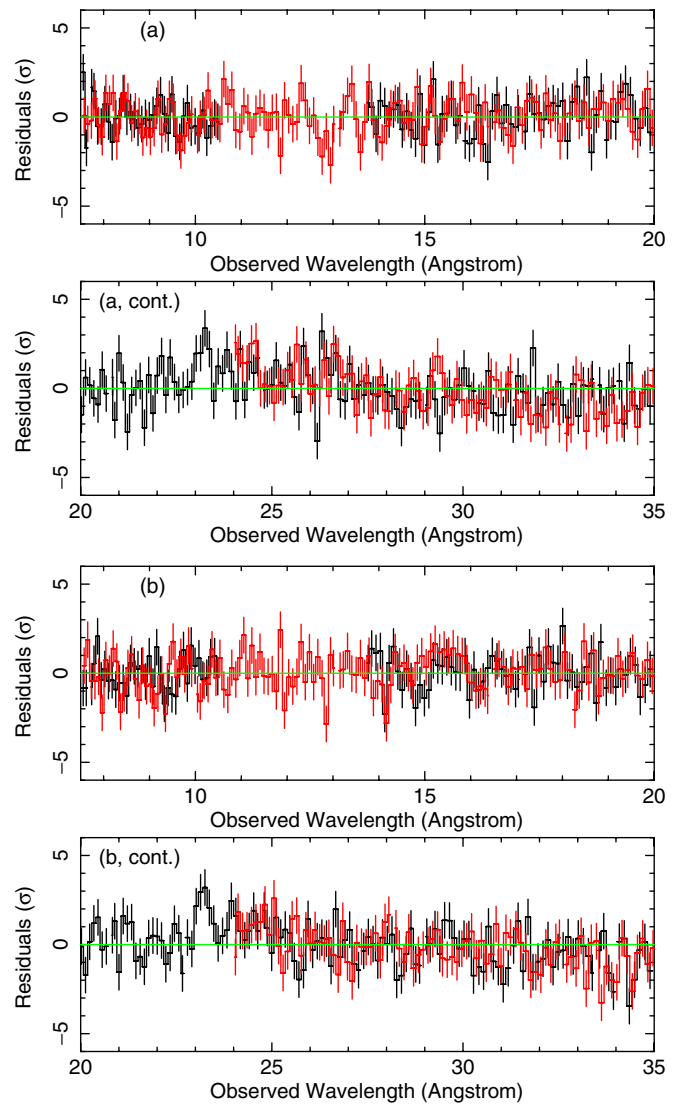 (a)
Residuals (σ)
5
0
−5
10 15 20
Observed Wavelength (Angstrom)
(a, cont.)
Residuals (σ)
5
0
−5
20 25 30 35
Observed Wavelength (Angstrom)
(b)
Residuals (σ)
5
0
−5
10 15 20
Observed Wavelength (Angstrom)
(b, cont.)
Residuals (σ)
5
0
−5
20 25 30 35
Observed Wavelength (Angstrom)